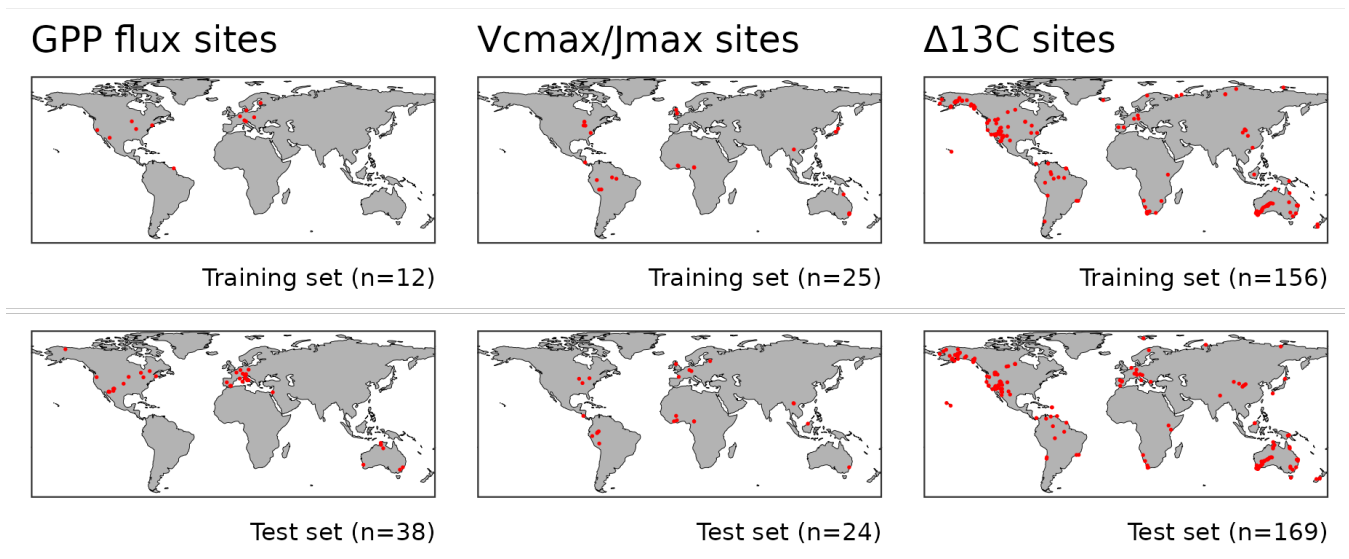 GPP flux sites
Vcmax/Jmax sites
Δ13C sites
Training set (n=12)
Training set (n=25)
Training set (n=156)
Test set (n=38)
Test set (n=24)
Test set (n=169)